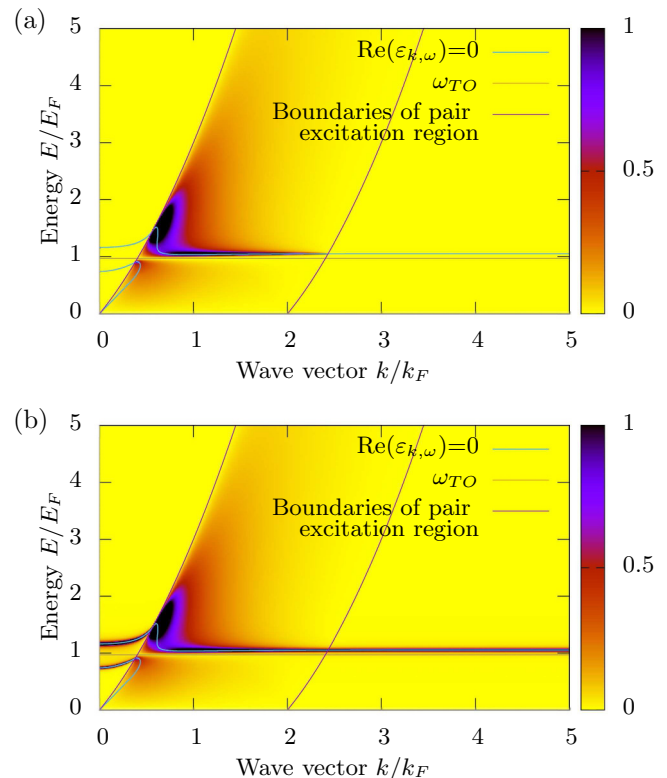 (a)
5
4
3
2
1
0
Energy E/E_F
Re(ε_{k,ω})=0
ω_{TO}
Boundaries of pair
excitation region
1
0.5
0
0 1 2 3 4 5
Wave vector k/k_F
(b)
5
4
3
2
1
0
Energy E/E_F
Re(ε_{k,ω})=0
ω_{TO}
Boundaries of pair
excitation region
1
0.5
0
0 1 2 3 4 5
Wave vector k/k_F